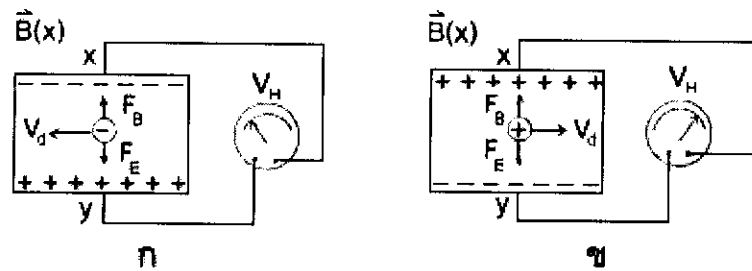 B⃗(x)
x
− − − − − − − − − −
V_H
F_B
V_d −
F_E
+ + + + + + +
y
ก
B⃗(x)
x
+ + + + + + +
V_H
F_B
+ V_d
F_E
− − − − − − − −
y
ข